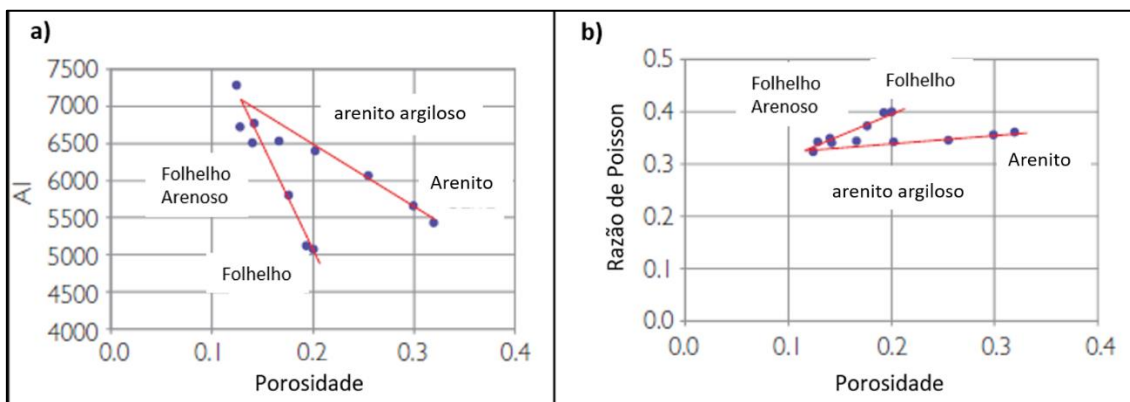 a)
7500
7000
6500
6000
5500
5000
4500
4000
AI
arenito argiloso
Folhelho
Arenoso
Arenito
Folhelho
0.0 0.1 0.2 0.3 0.4
Porosidade
b)
0.5
0.4
0.3
0.2
0.1
0.0
Razão de Poisson
Folhelho
Arenoso
Folhelho
Arenito
arenito argiloso
0.0 0.1 0.2 0.3 0.4
Porosidade